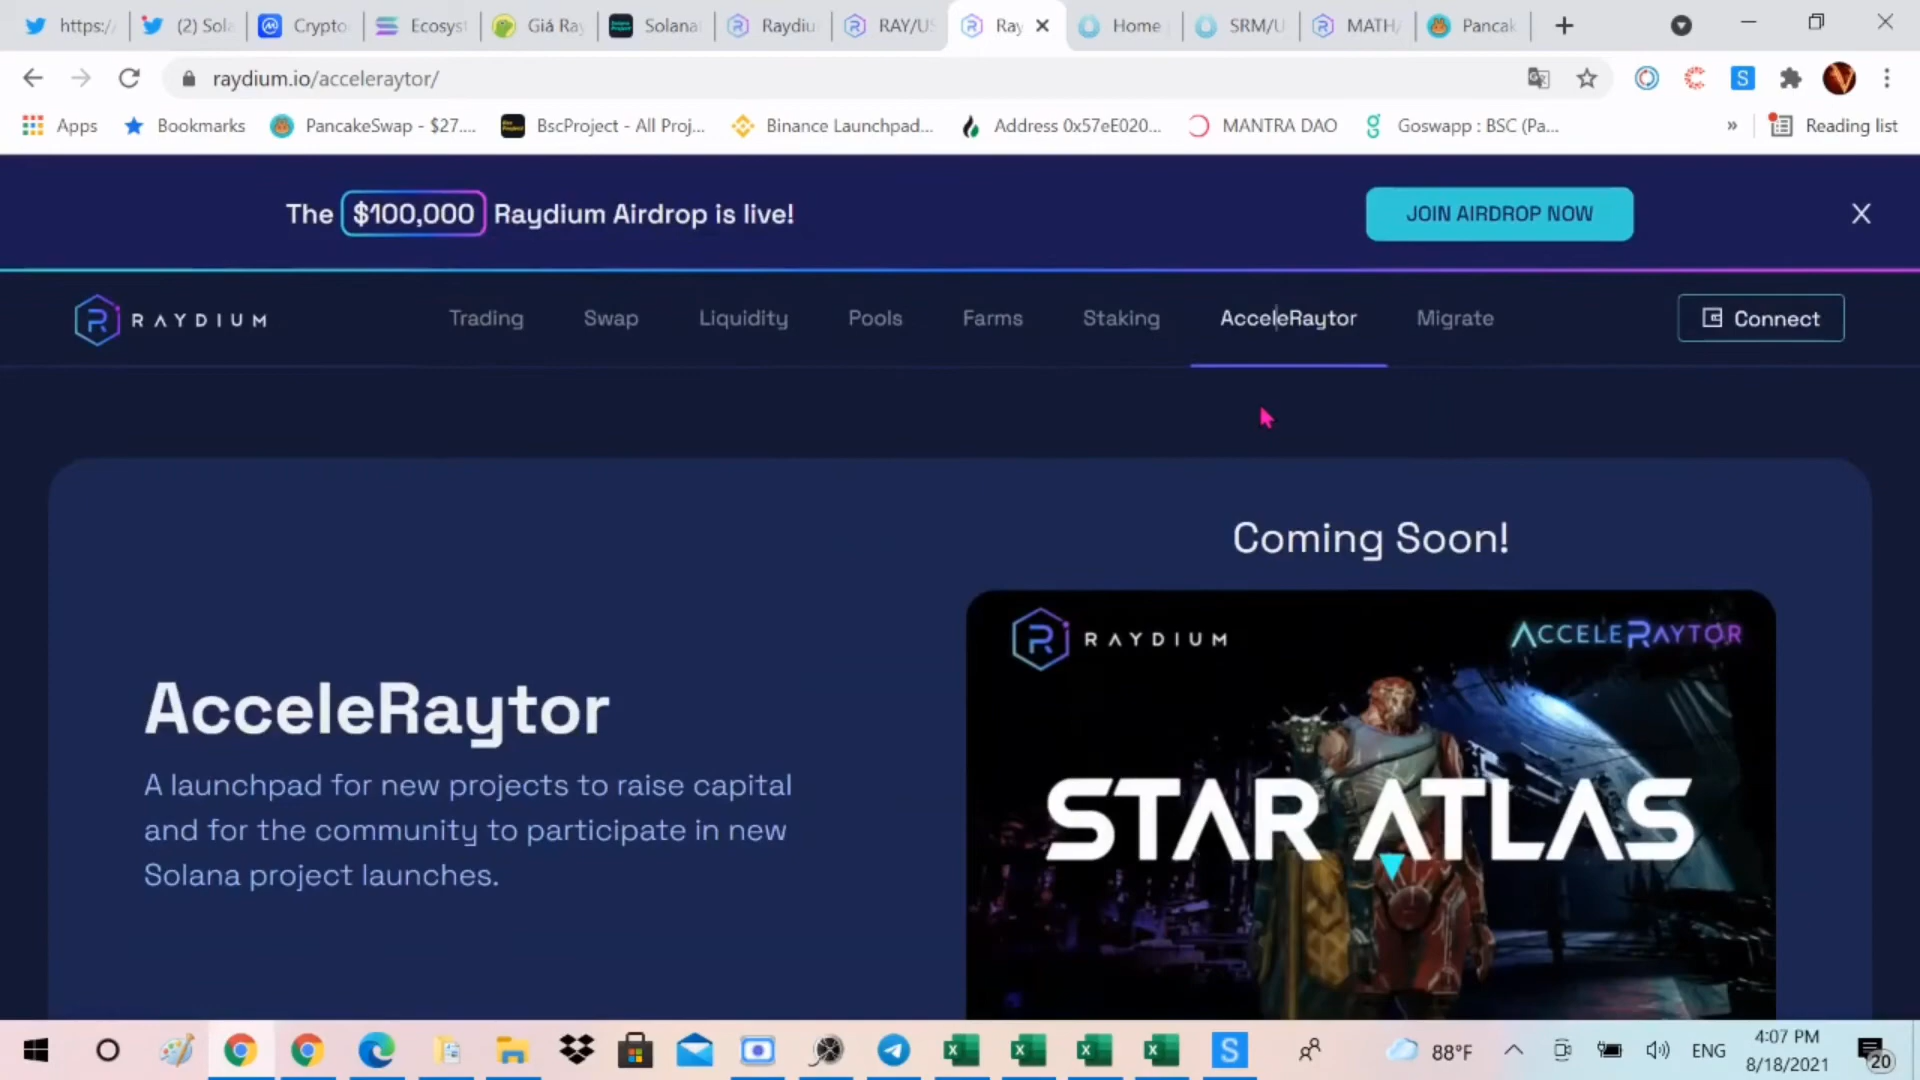 https:/
(2) Sola
Crypto
Ecosyst
Giá Ray
Solana
Raydiu
RAY/US
Ray
Home
SRM/U
MATH/
Pancak
raydium.io/acceleraytor/
Apps
Bookmarks
PancakeSwap - $27....
BscProject - All Proj...
Binance Launchpad...
Address 0x57eE020...
MANTRA DAO
Goswapp : BSC (Pa...
»
Reading list
The $100,000 Raydium Airdrop is live!
JOIN AIRDROP NOW
RAYDIUM
Trading
Swap
Liquidity
Pools
Farms
Staking
AcceleRaytor
Migrate
Connect
Coming Soon!
RAYDIUM
ACCELERAYTOR
STAR ATLAS
AcceleRaytor
A launchpad for new projects to raise capital
and for the community to participate in new
Solana project launches.
88°F
ENG
4:07 PM
8/18/2021
20